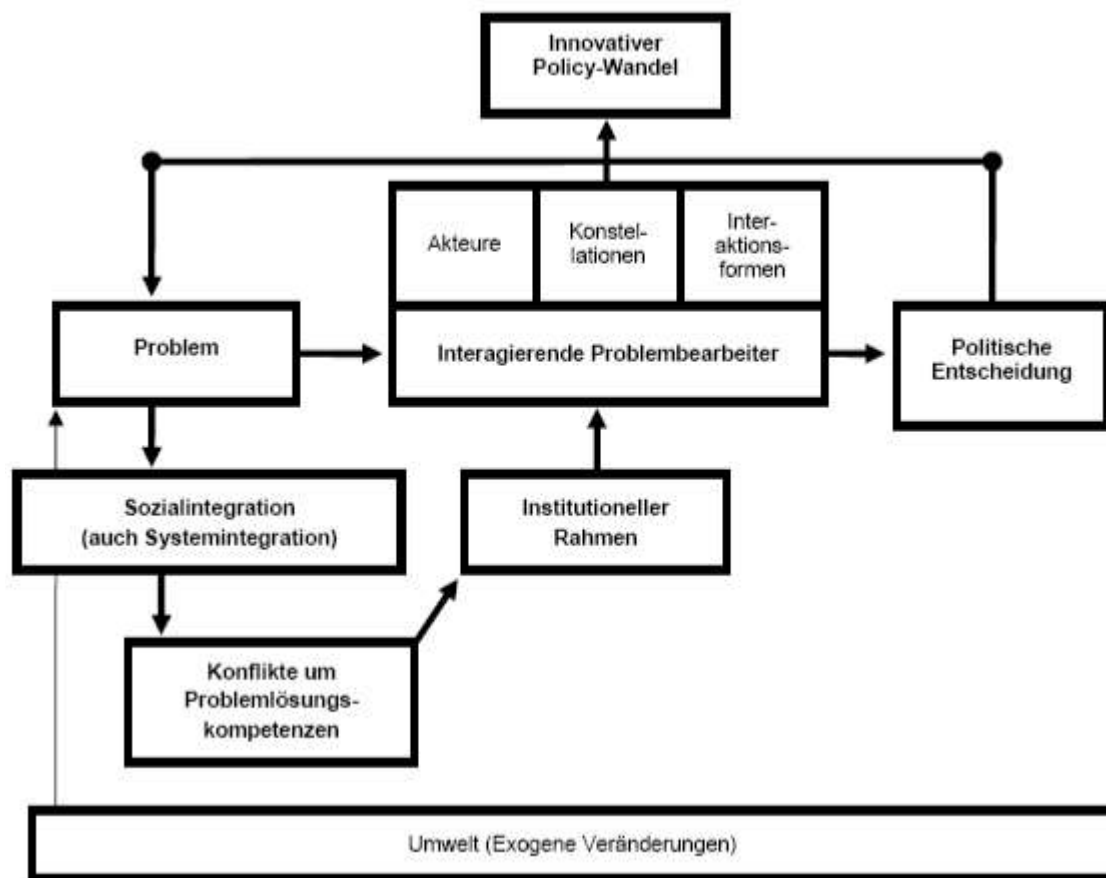 Innovativer
Policy-Wandel
Akteure
Konstel-
lationen
Inter-
aktions-
formen
Problem
Interagierende Problembearbeiter
Politische
Entscheidung
Sozialintegration
(auch Systemintegration)
Institutioneller
Rahmen
Konflikte um
Problemlösungs-
kompetenzen
Umwelt (Exogene Veränderungen)